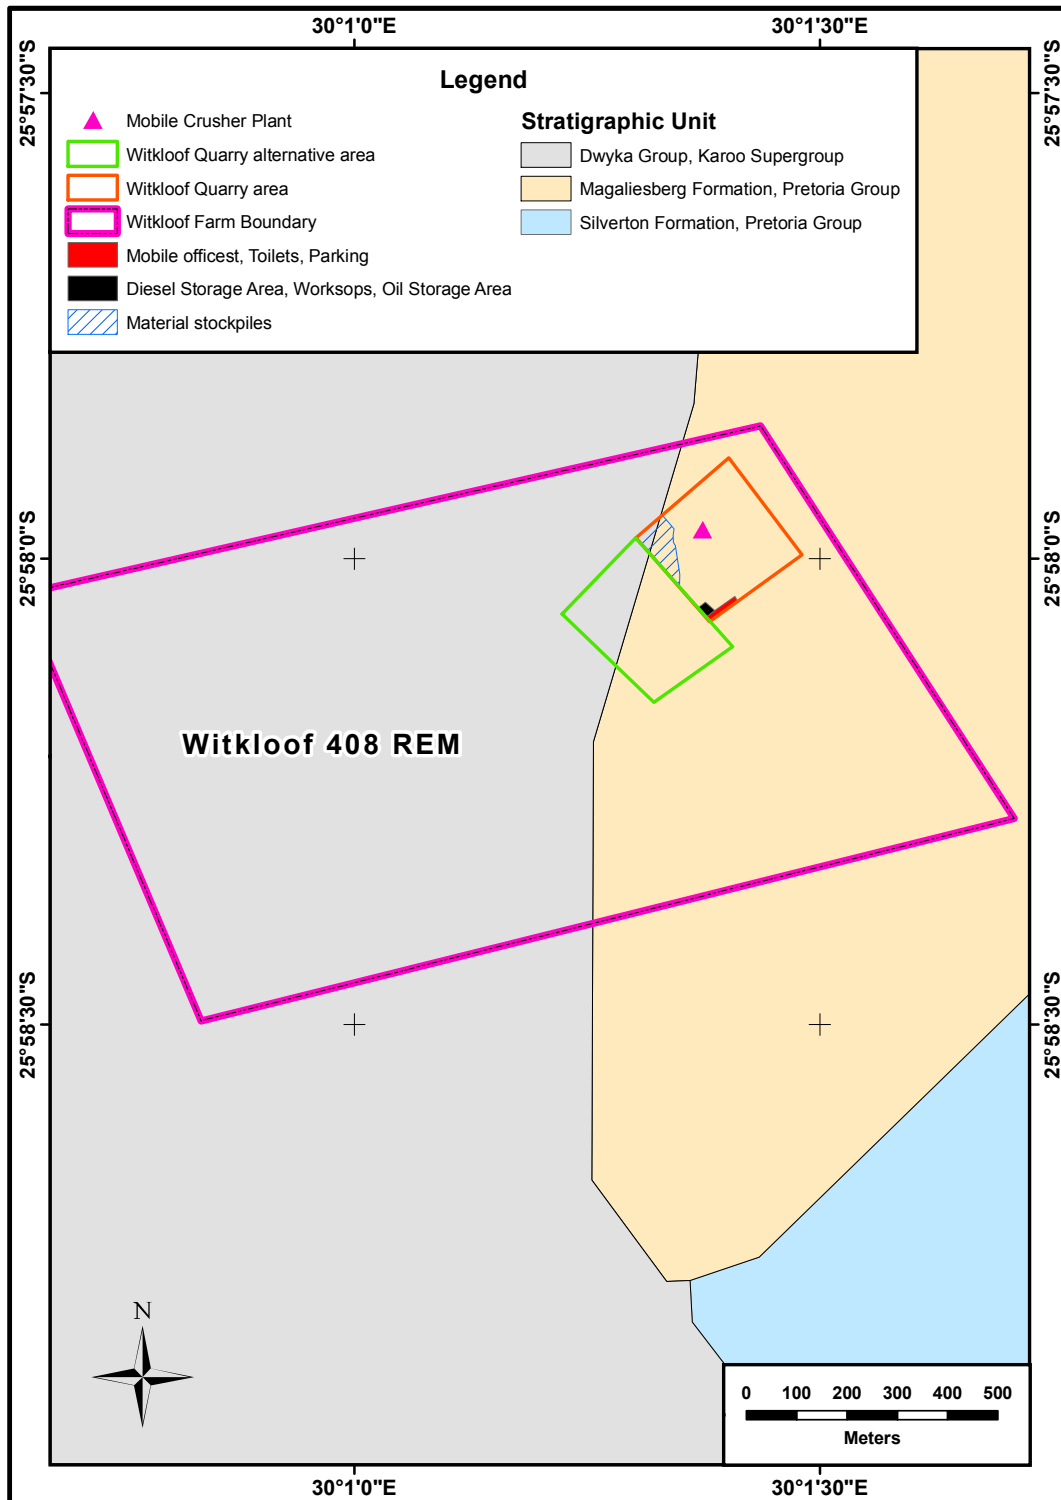 30°1'0"E 30°1'30"E
25°57'30"S 25°57'30"S
Legend
Mobile Crusher Plant
Witkloof Quarry alternative area
Witkloof Quarry area
Witkloof Farm Boundary
Mobile officest, Toilets, Parking
Diesel Storage Area, Worksops, Oil Storage Area
Material stockpiles
Stratigraphic Unit
Dwyka Group, Karoo Supergroup
Magaliesberg Formation, Pretoria Group
Silverton Formation, Pretoria Group
25°58'0"S 25°58'0"S
Witkloof 408 REM
25°58'30"S 25°58'30"S
N
0 100 200 300 400 500
Meters
30°1'0"E 30°1'30"E